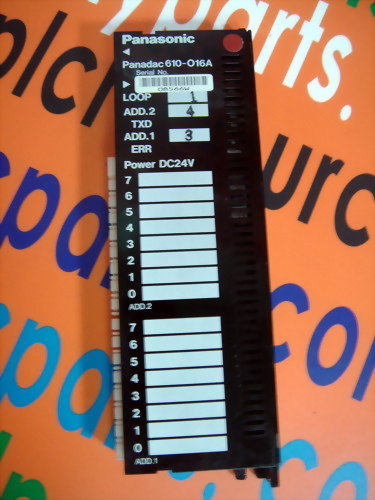 Panasonic
◀
Panadac 610-O16A
Serial No.
▶
LOOP 1
ADD.2 4
TXD
ADD.1 3
ERR
Power DC24V
7
6
5
4
3
2
1
0
ADD.2
7
6
5
4
3
2
1
0
ADD.1